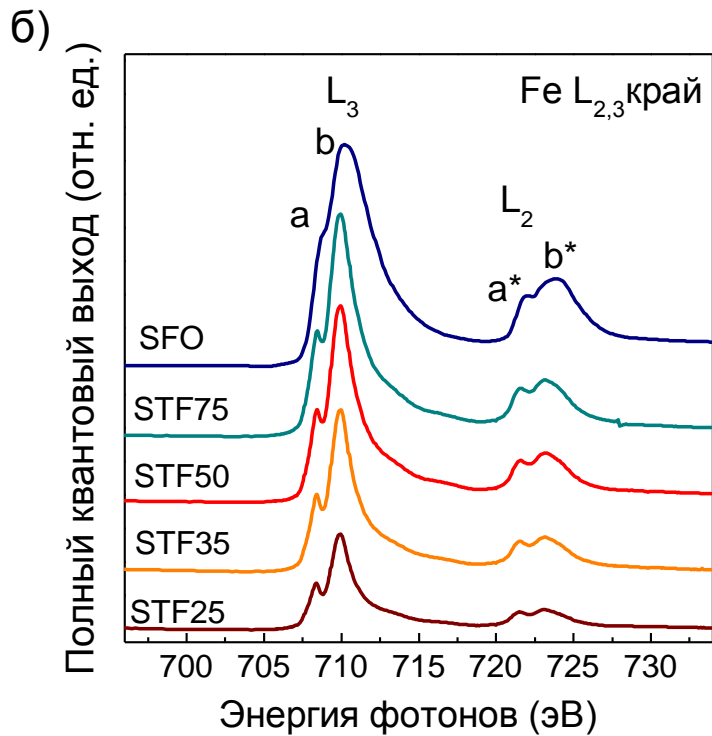 б)
Полный квантовый выход (отн. ед.)
L₃
Fe L₂,₃край
b
a
L₂
b*
a*
SFO
STF75
STF50
STF35
STF25
700 705 710 715 720 725 730
Энергия фотонов (эВ)